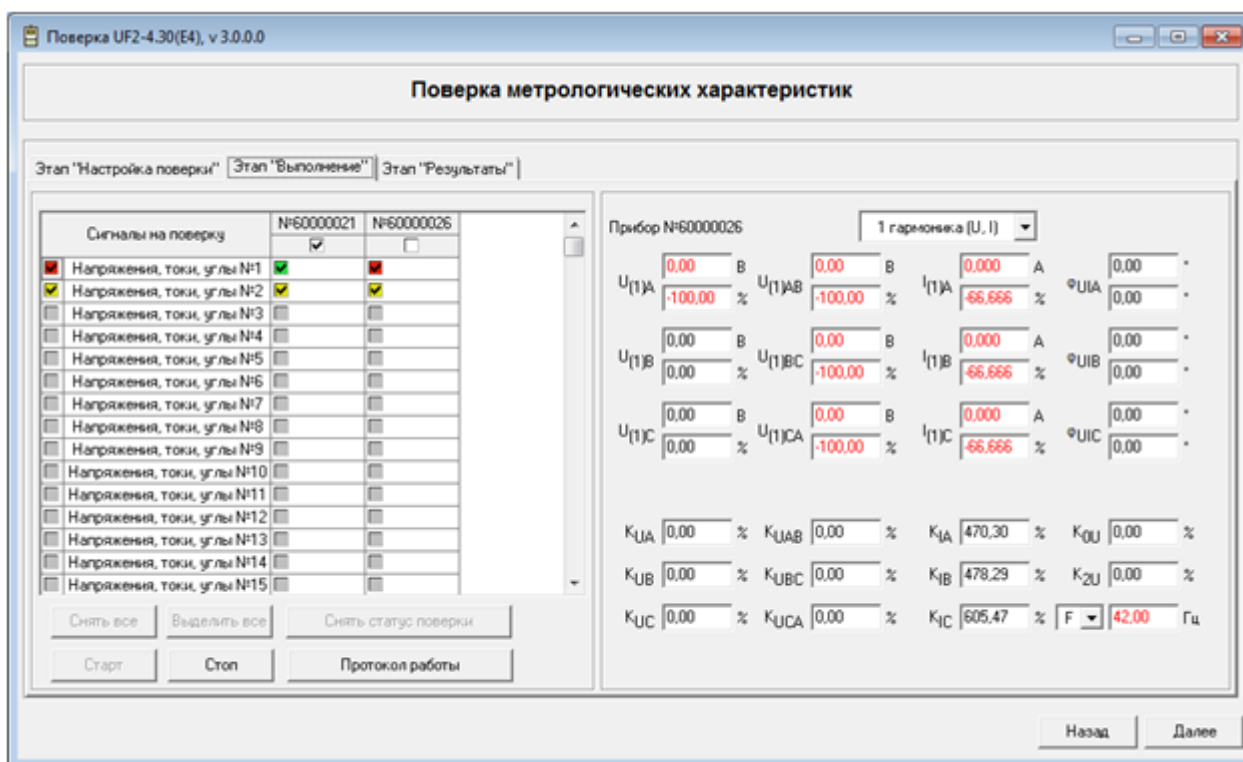 Поверка UF2-4.30(E4), v 3.0.0.0
Поверка метрологических характеристик
Этап "Настройка поверки" Этап "Выполнение" Этап "Результаты"
Сигналы на поверку №60000021 №60000026
Напряжения, токи, углы №1
Напряжения, токи, углы №2
Напряжения, токи, углы №3
Напряжения, токи, углы №4
Напряжения, токи, углы №5
Напряжения, токи, углы №6
Напряжения, токи, углы №7
Напряжения, токи, углы №8
Напряжения, токи, углы №9
Напряжения, токи, углы №10
Напряжения, токи, углы №11
Напряжения, токи, углы №12
Напряжения, токи, углы №13
Напряжения, токи, углы №14
Напряжения, токи, углы №15
Снять все Выделить все Снять статус поверки
Старт Стоп Протокол работы
Прибор №60000026 1 гармоника (U, I)
U(1)A 0,00 В U(1)AB 0,00 В I(1)A 0,000 А φUIA 0,00 °
-100,00 % -100,00 % -66,666 % 0,00 °
U(1)B 0,00 В U(1)BC 0,00 В I(1)B 0,000 А φUIB 0,00 °
0,00 % -100,00 % -66,666 % 0,00 °
U(1)C 0,00 В U(1)CA 0,00 В I(1)C 0,000 А φUIC 0,00 °
0,00 % -100,00 % -66,666 % 0,00 °
KUA 0,00 % KUAB 0,00 % KIA 470,30 % K0U 0,00 %
KUB 0,00 % KUBC 0,00 % KIB 478,29 % K2U 0,00 %
KUC 0,00 % KUCA 0,00 % KIC 605,47 % F 42,00 Гц
Назад Далее